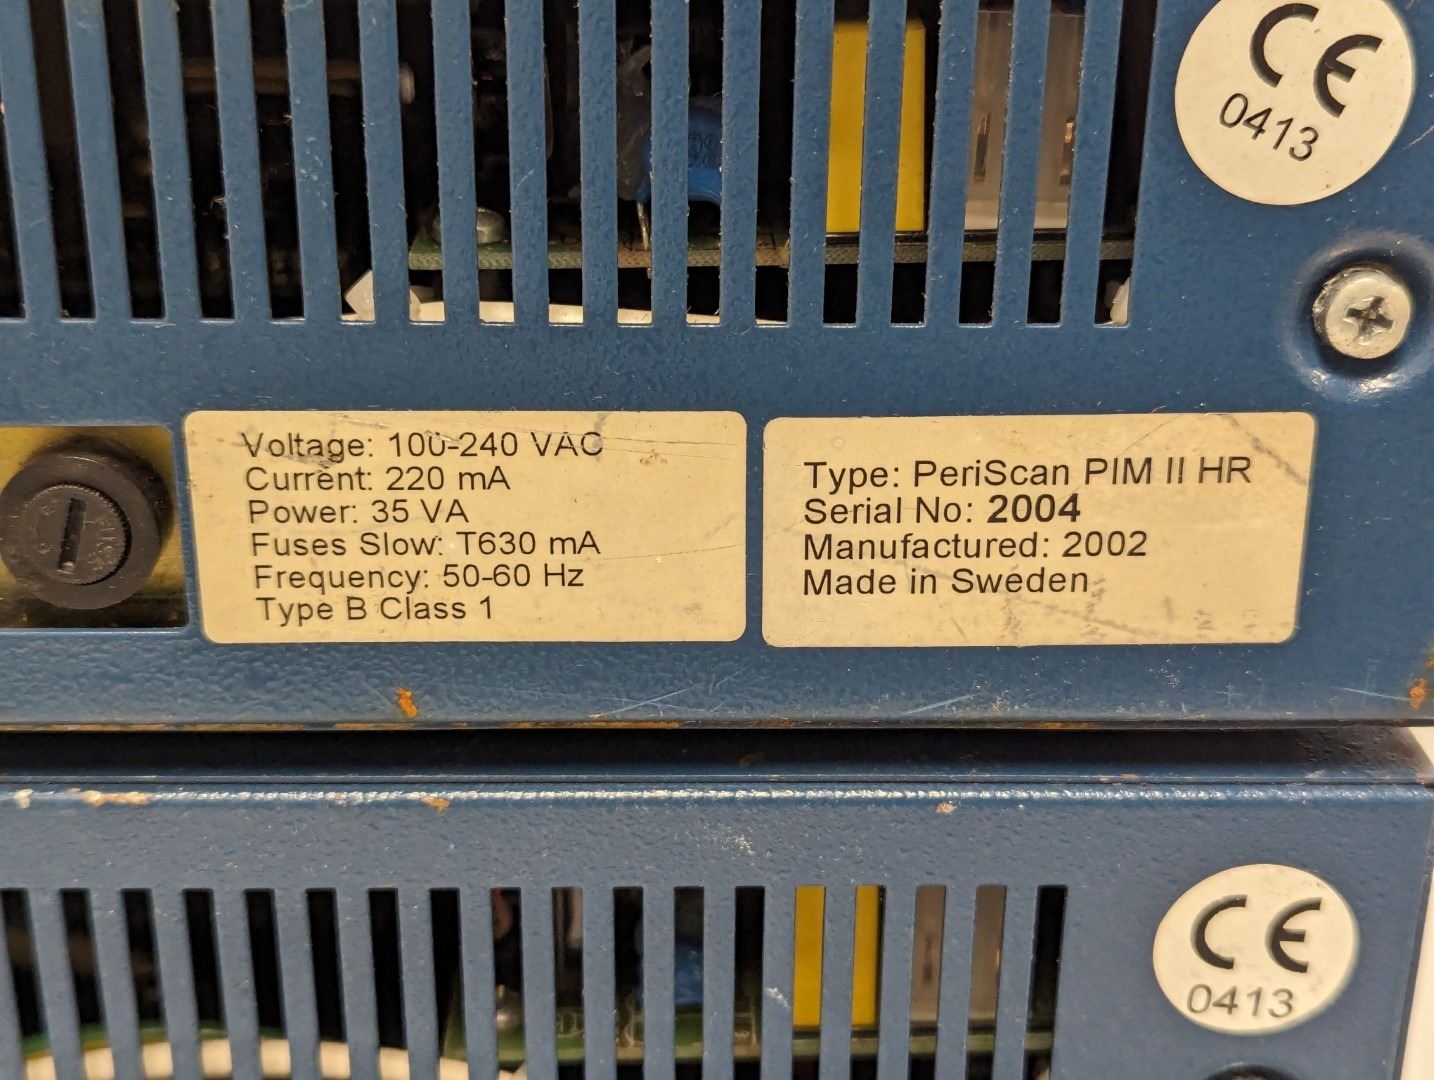 CE
0413
Voltage: 100-240 VAC
Current: 220 mA
Power: 35 VA
Fuses Slow: T630 mA
Frequency: 50-60 Hz
Type B Class 1
Type: PeriScan PIM II HR
Serial No: 2004
Manufactured: 2002
Made in Sweden
CE
0413